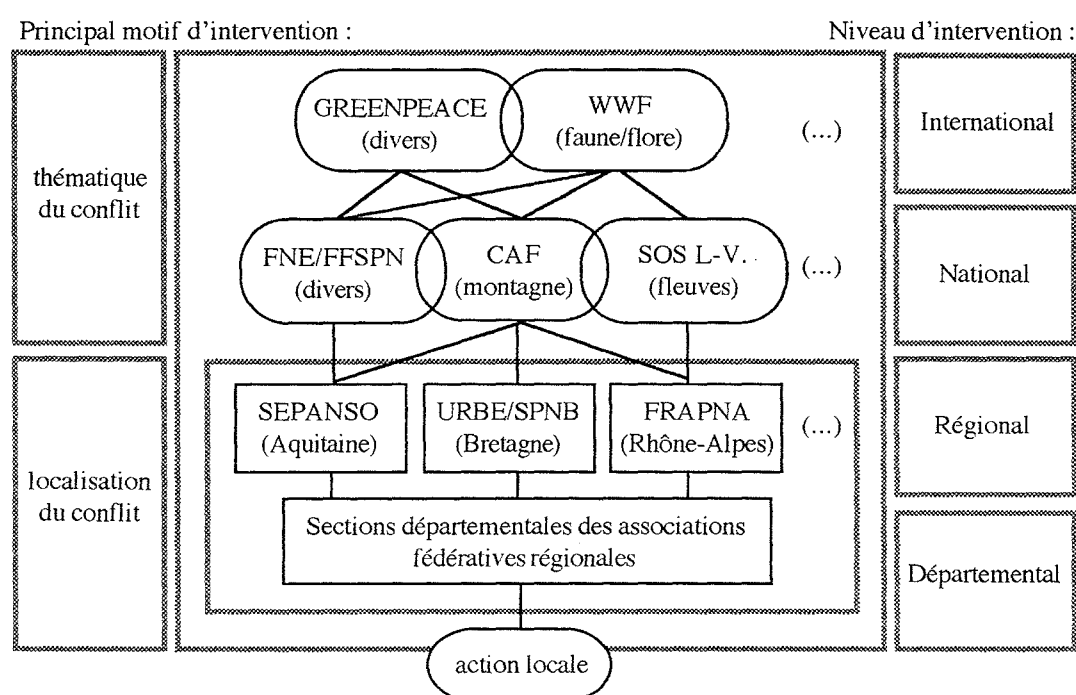 Principal motif d'intervention :
Niveau d'intervention :
thématique
du conflit
localisation
du conflit
GREENPEACE
(divers)
WWF
(faune/flore)
(...)
FNE/FFSPN
(divers)
CAF
(montagne)
SOS L-V.
(fleuves)
(...)
SEPANSO
(Aquitaine)
URBE/SPNB
(Bretagne)
FRAPNA
(Rhône-Alpes)
(...)
Sections départementales des associations
fédératives régionales
action locale
International
National
Régional
Départemental